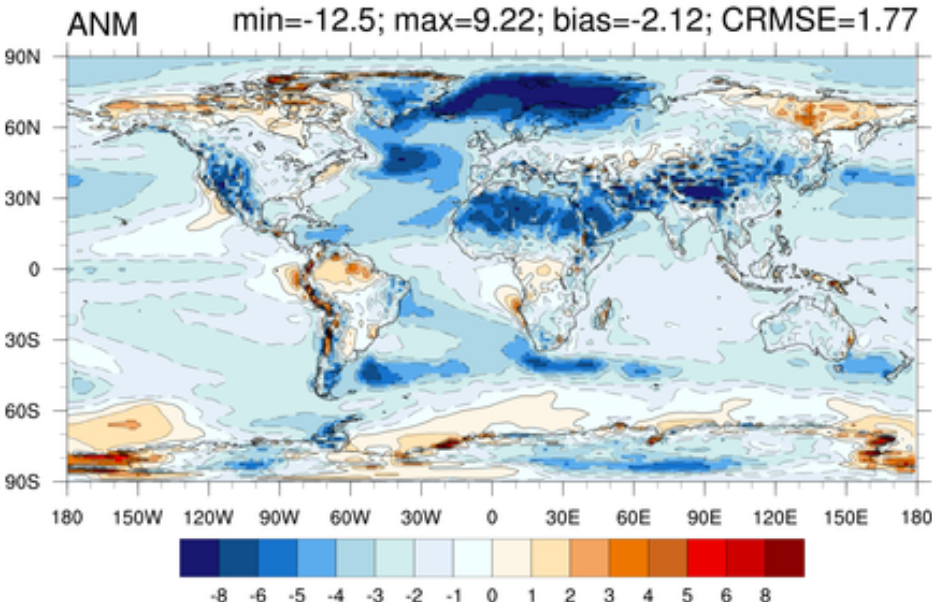 ANM min=-12.5; max=9.22; bias=-2.12; CRMSE=1.77
90N
60N
30N
0
30S
60S
90S
180 150W 120W 90W 60W 30W 0 30E 60E 90E 120E 150E 180
-8 -6 -5 -4 -3 -2 -1 0 1 2 3 4 5 6 8